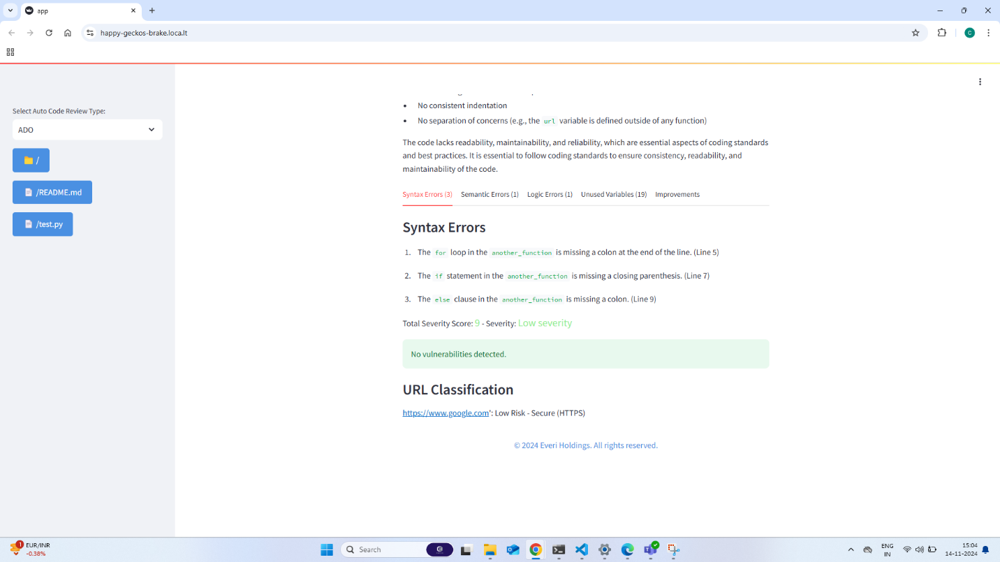 app
happy-geckos-brake.loca.lt
C
Select Auto Code Review Type:
ADO
/
/README.md
/test.py
• No consistent indentation
• No separation of concerns (e.g., the url variable is defined outside of any function)
The code lacks readability, maintainability, and reliability, which are essential aspects of coding standards
and best practices. It is essential to follow coding standards to ensure consistency, readability, and
maintainability of the code.
Syntax Errors (3) Semantic Errors (1) Logic Errors (1) Unused Variables (19) Improvements
Syntax Errors
1. The for loop in the another_function is missing a colon at the end of the line. (Line 5)
2. The if statement in the another_function is missing a closing parenthesis. (Line 7)
3. The else clause in the another_function is missing a colon. (Line 9)
Total Severity Score: 9 - Severity: Low severity
No vulnerabilities detected.
URL Classification
https://www.google.com': Low Risk - Secure (HTTPS)
© 2024 Everi Holdings. All rights reserved.
1
EUR/INR
-0.38%
Search
ENG
IN
15:04
14-11-2024